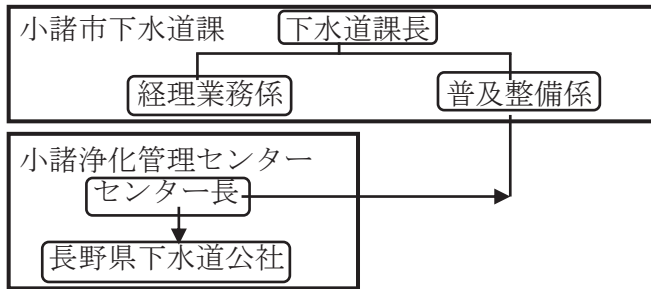 小諸市下水道課
下水道課長
経理業務係
普及整備係
小諸浄化管理センター
センター長
長野県下水道公社